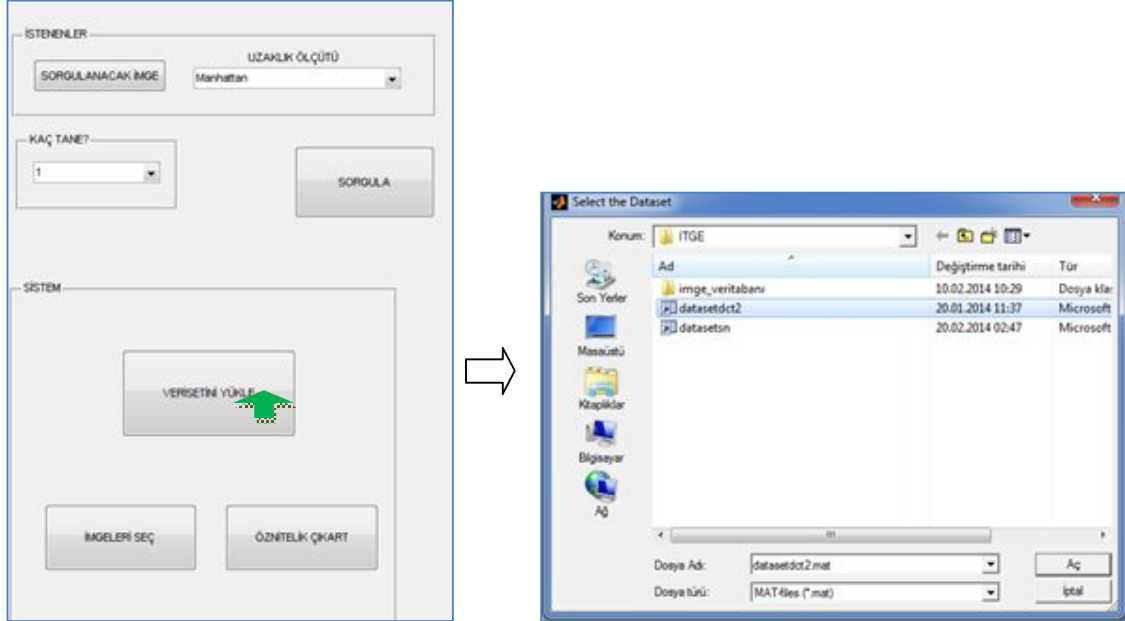 İSTENENLER
UZAKLIK ÖLÇÜTÜ
SORGULANACAK İMGE
Manhattan
KAÇ TANE?
1
SORGULA
SİSTEM
VERİSETİNİ YÜKLE
İMGELERİ SEÇ
ÖZNİTELİK ÇIKART
Select the Dataset
Konum: ITGE
Ad Değiştirme tarihi Tür
imge_veritabanı 10.02.2014 10:29 Dosya klar
datasetdct2 20.01.2014 11:37 Microsoft
datasetsn 20.02.2014 02:47 Microsoft
Son Yerler
Masaüstü
Kitaplıklar
Bilgisayar
Ağ
Dosya Adı: datasetdct2.mat Aç
Dosya türü: MAT-files (*.mat) İptal